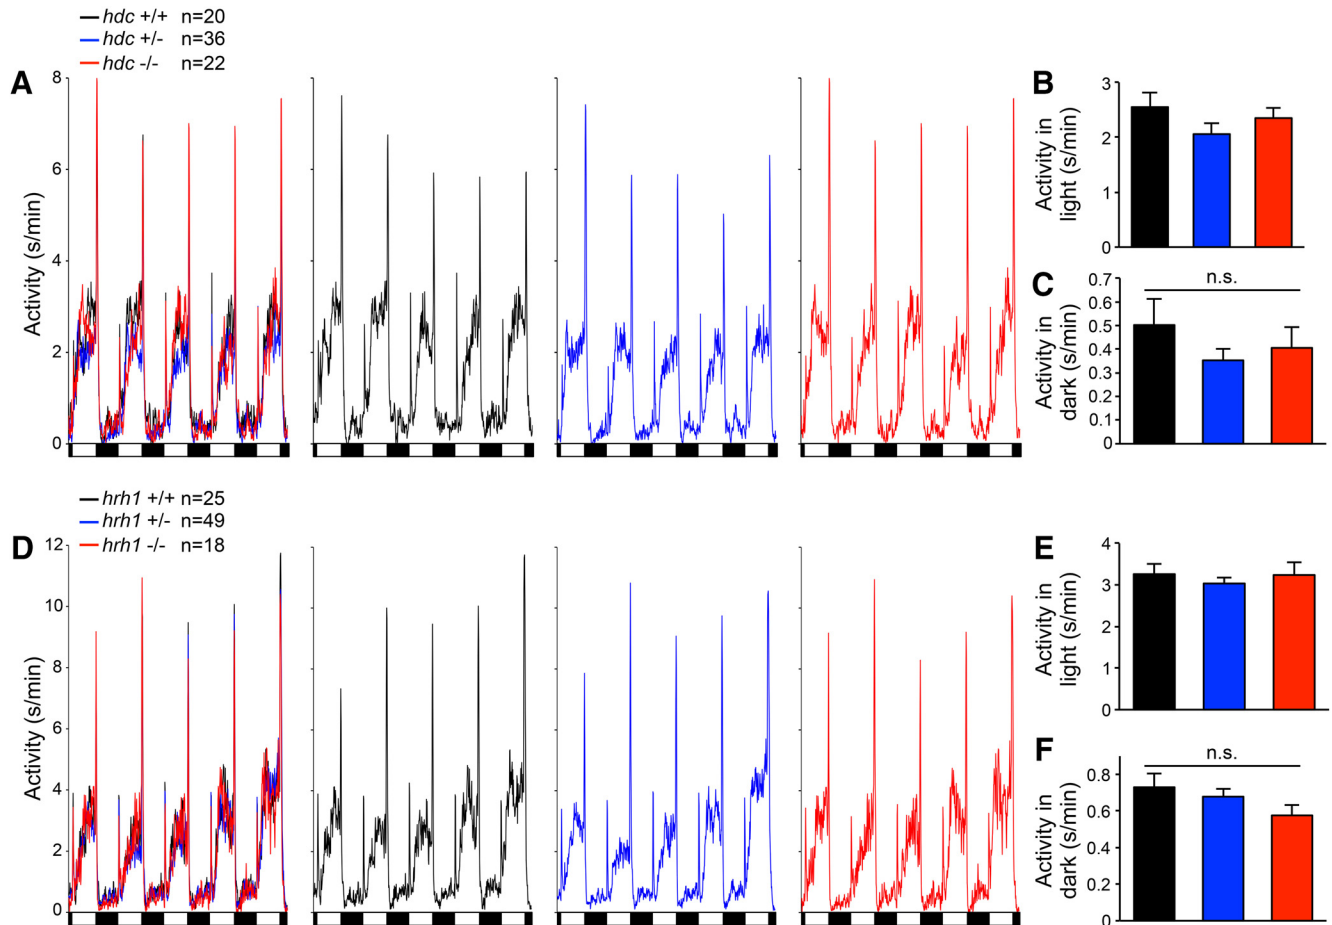 hdc +/+ n=20
hdc +/- n=36
hdc -/- n=22
A
8
6
4
2
0
Activity (s/min)
B
3
2
1
0
Activity in
light (s/min)
C
n.s.
0.7
0.6
0.5
0.4
0.3
0.2
0.1
0
Activity in
dark (s/min)
hrh1 +/+ n=25
hrh1 +/- n=49
hrh1 -/- n=18
D
12
10
8
6
4
2
0
Activity (s/min)
E
4
3
2
1
0
Activity in
light (s/min)
F
n.s.
0.8
0.6
0.4
0.2
0
Activity in
dark (s/min)